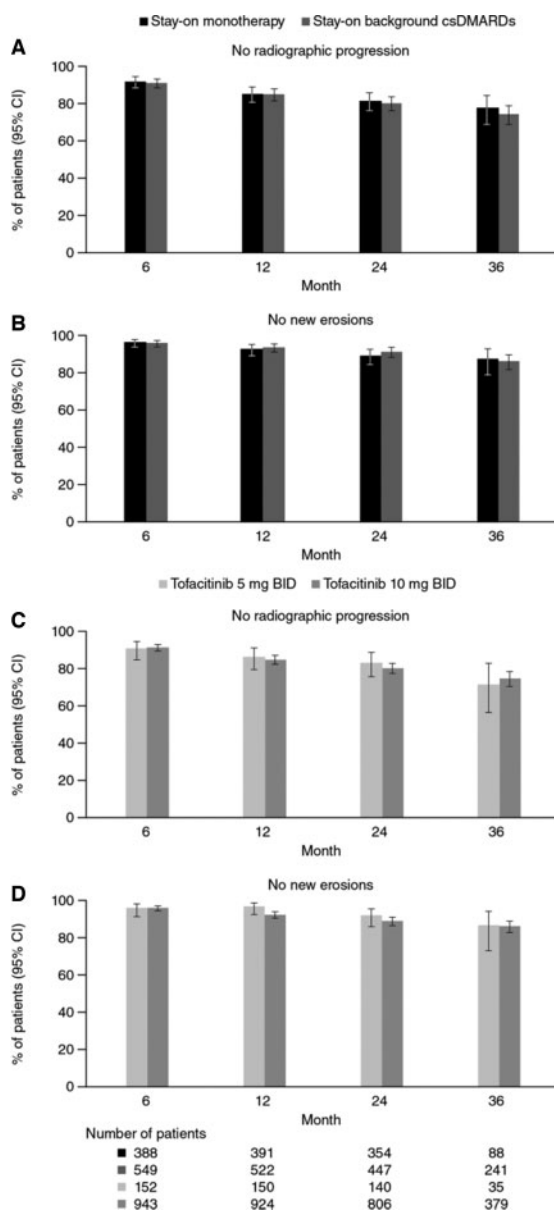 Stay-on monotherapy Stay-on background csDMARDs
A
No radiographic progression
% of patients (95% CI)
100
80
60
40
20
0
6 12 24 36
Month
B
No new erosions
% of patients (95% CI)
100
80
60
40
20
0
6 12 24 36
Month
Tofacitinib 5 mg BID Tofacitinib 10 mg BID
C
No radiographic progression
% of patients (95% CI)
100
80
60
40
20
0
6 12 24 36
Month
D
No new erosions
% of patients (95% CI)
100
80
60
40
20
0
6 12 24 36
Month
Number of patients
388 391 354 88
549 522 447 241
152 150 140 35
943 924 806 379